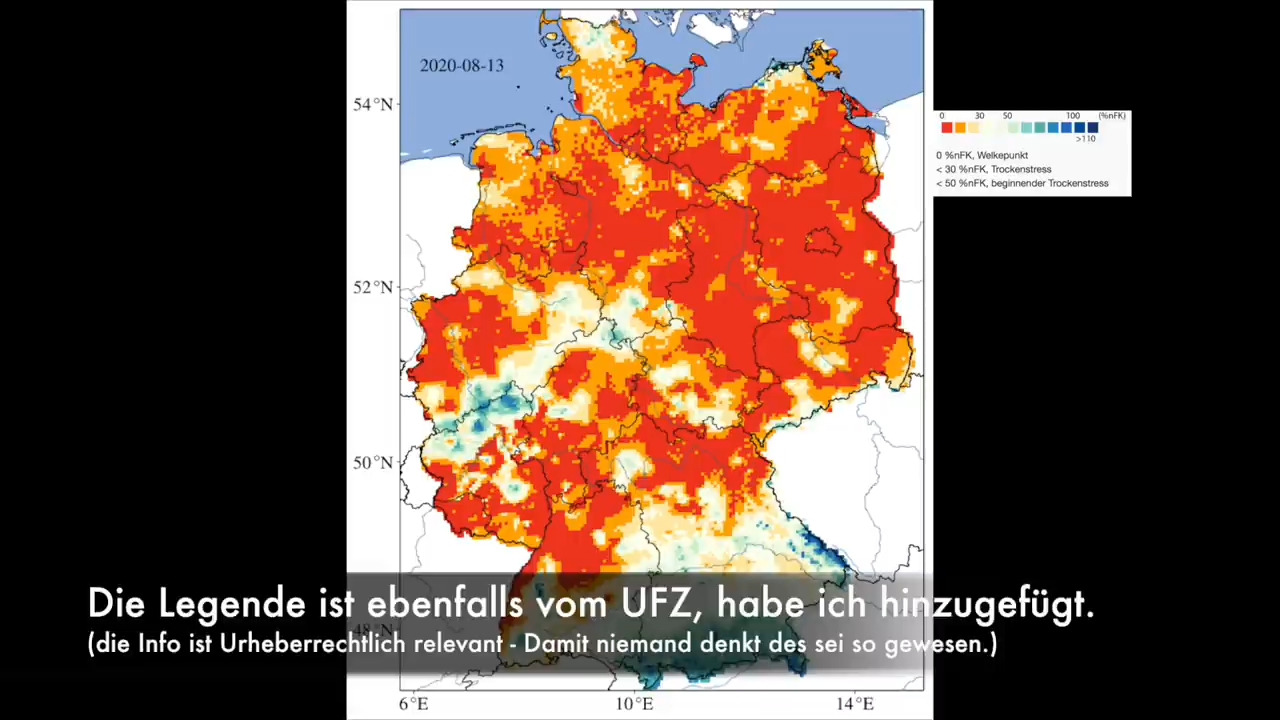 2020-08-13
54°N
52°N
50°N
48°N
6°E 10°E 14°E
0 30 50 100 (%nFK)
>110
0 %nFK, Welkepunkt
< 30 %nFK, Trockenstress
< 50 %nFK, beginnender Trockenstress
Die Legende ist ebenfalls vom UFZ, habe ich hinzugefügt.
(die Info ist Urheberrechtlich relevant - Damit niemand denkt des sei so gewesen.)